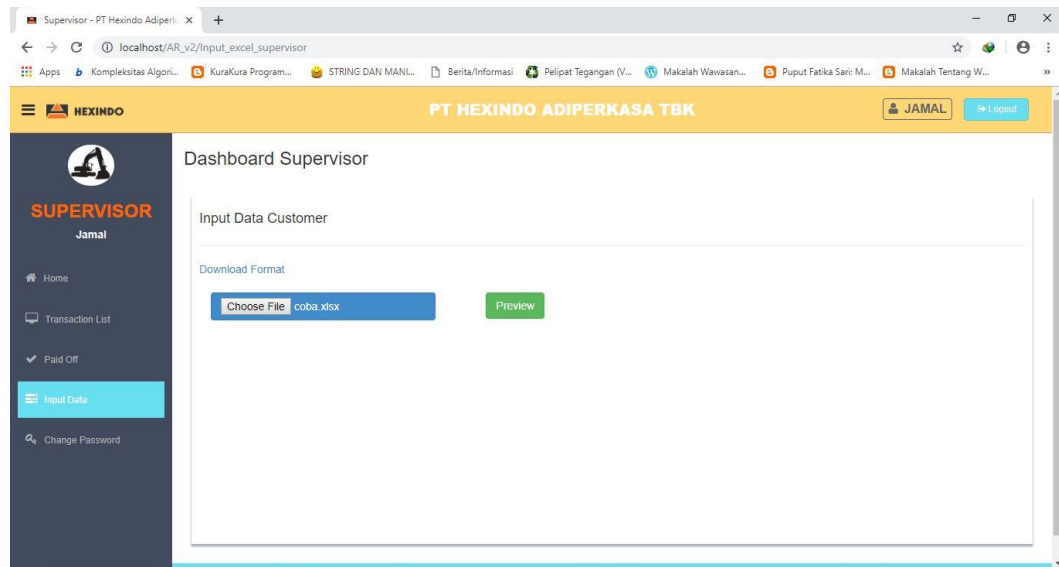 Supervisor - PT Hexindo Adiperk
localhost/AR_v2/Input_excel_supervisor
Apps Kompleksitas Algori... KuraKura Program... STRING DAN MANI... Berita/Informasi Pelipat Tegangan (V... Makalah Wawasan... Puput Fatika Sari: M... Makalah Tentang W... »
HEXINDO PT HEXINDO ADIPERKASA TBK JAMAL Logout
Dashboard Supervisor
SUPERVISOR
Jamal
Home
Transaction List
Paid Off
Input Data
Change Password
Input Data Customer
Download Format
Choose File coba.xlsx Preview